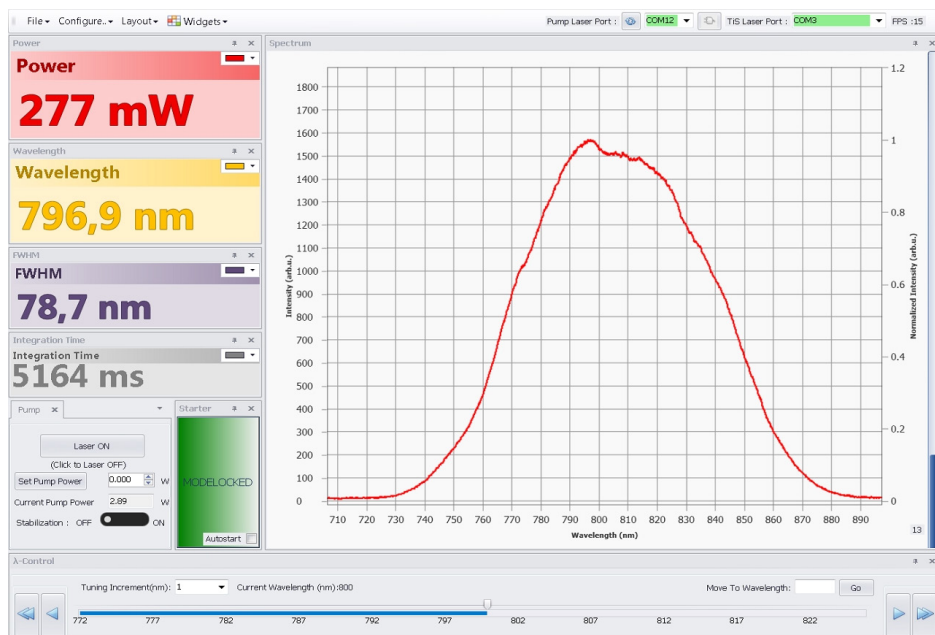 File Configure.. Layout Widgets Pump Laser Port : COM12 TiS Laser Port : COM3 FPS :15
Power
Power
277 mW
Wavelength
Wavelength
796,9 nm
FWHM
FWHM
78,7 nm
Integration Time
Integration Time
5164 ms
Pump
Laser ON
(Click to Laser OFF)
Set Pump Power 0.000 W
Current Pump Power 2.89 W
Stabilization : OFF ON
Starter
MODELOCKED
Autostart
Spectrum
Intensity (arb.u.)
1800
1700
1600
1500
1400
1300
1200
1100
1000
900
800
700
600
500
400
300
200
100
0
1.2
1
0.8
0.6
0.4
0.2
0
Normalized Intensity (arb.u.)
710 720 730 740 750 760 770 780 790 800 810 820 830 840 850 860 870 880 890
Wavelength (nm)
13
λ-Control
Tuning Increment(nm): 1 Current Wavelength (nm):800 Move To Wavelength: Go
772 777 782 787 792 797 802 807 812 817 822